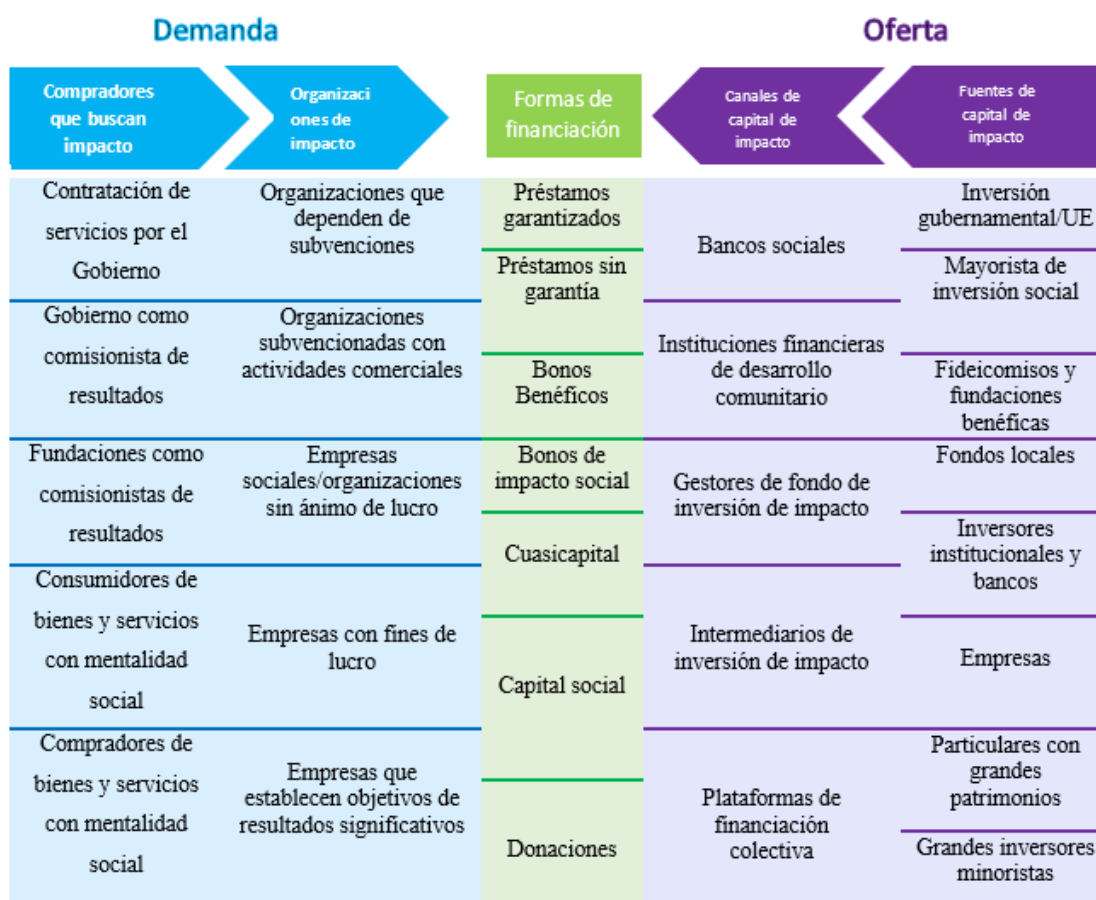 Demanda
Oferta
Compradores
que buscan
impacto
Organizaci
ones de
impacto
Formas de
financiación
Canales de
capital de
impacto
Fuentes de
capital de
impacto
Contratación de
servicios por el
Gobierno
Gobierno como
comisionista de
resultados
Fundaciones como
comisionistas de
resultados
Consumidores de
bienes y servicios
con mentalidad
social
Compradores de
bienes y servicios
con mentalidad
social
Organizaciones que
dependen de
subvenciones
Organizaciones
subvencionadas con
actividades comerciales
Empresas
sociales/organizaciones
sin ánimo de lucro
Empresas con fines de
lucro
Empresas que
establecen objetivos de
resultados significativos
Préstamos
garantizados
Préstamos sin
garantía
Bonos
Benéficos
Bonos de
impacto social
Cuasicapital
Capital social
Donaciones
Bancos sociales
Instituciones financieras
de desarrollo
comunitario
Gestores de fondo de
inversión de impacto
Intermediarios de
inversión de impacto
Plataformas de
financiación
colectiva
Inversión
gubernamental/UE
Mayorista de
inversión social
Fideicomisos y
fundaciones
benéficas
Fondos locales
Inversores
institucionales y
bancos
Empresas
Particulares con
grandes
patrimonios
Grandes inversores
minoristas